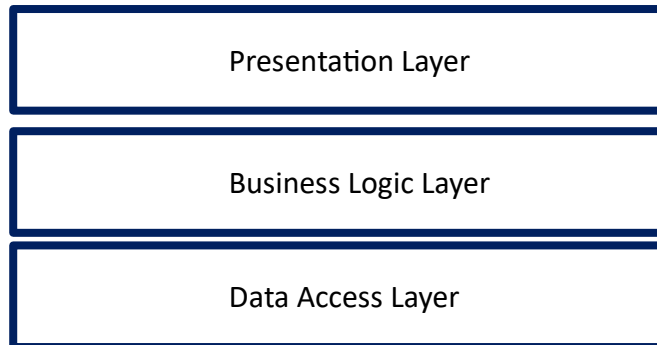 Presentation Layer
Business Logic Layer
Data Access Layer